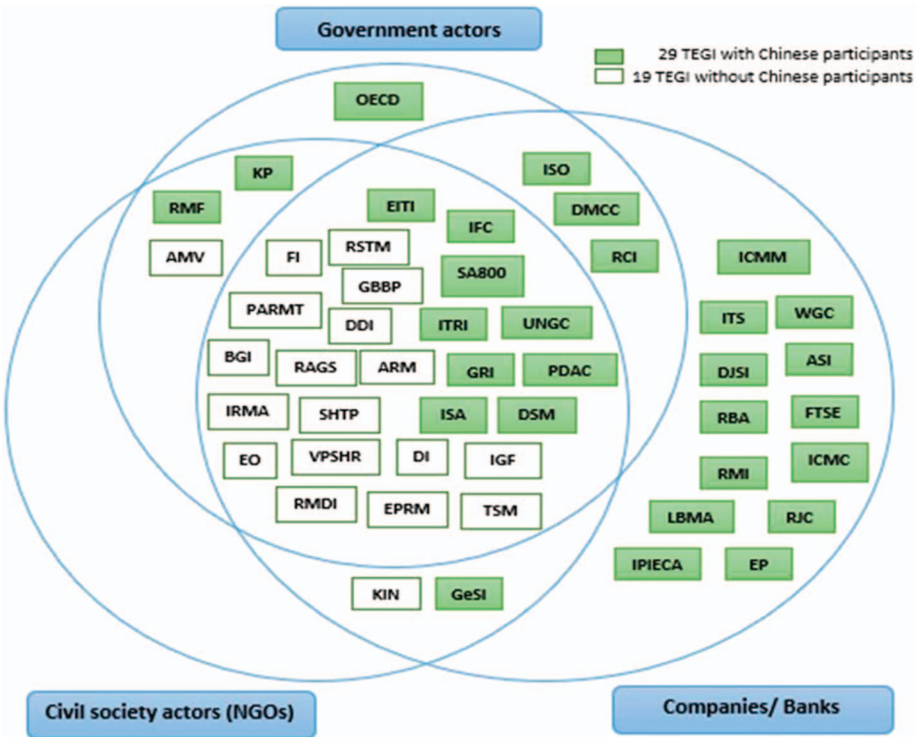 Government actors
29 TEGI with Chinese participants
19 TEGI without Chinese participants
OECD
KP
ISO
RMF
EITI
DMCC
IFC
AMV
FI
RSTM
RCI
ICMM
GBBP
SA800
PARMT
DDI
ITRI
UNGC
ITS
WGC
BGI
RAGS
ARM
GRI
PDAC
DJSI
ASI
IRMA
SHTP
ISA
DSM
RBA
FTSE
EO
VPSHR
DI
IGF
RMI
ICMC
RMDI
EPRM
TSM
LBMA
RJC
IPIECA
EP
KIN
GeSI
Civil society actors (NGOs)
Companies/ Banks